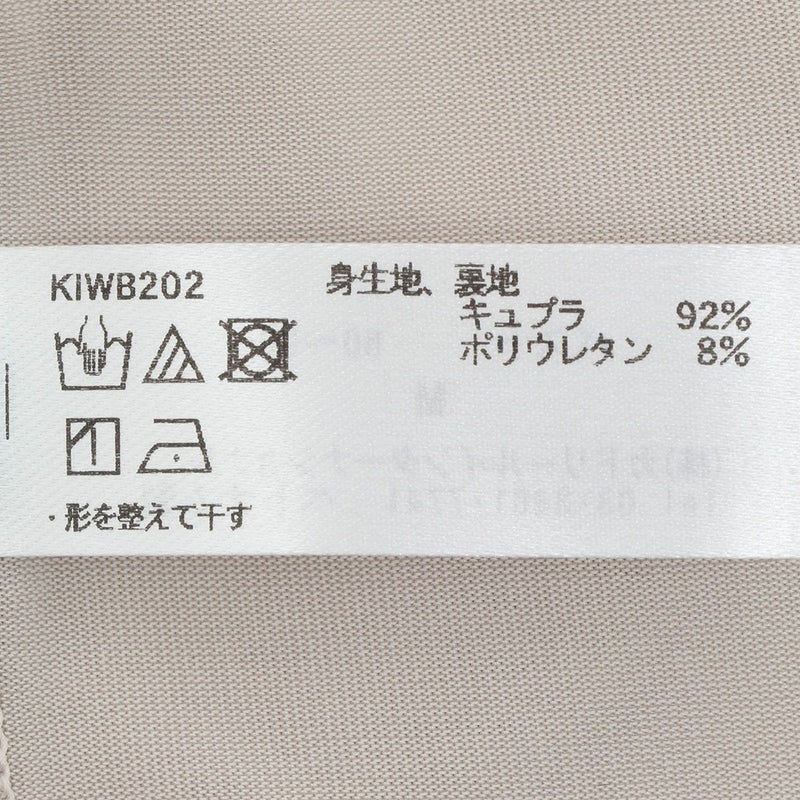 KIWB202
身生地、裏地
キュプラ 92%
ポリウレタン 8%
・形を整えて干す